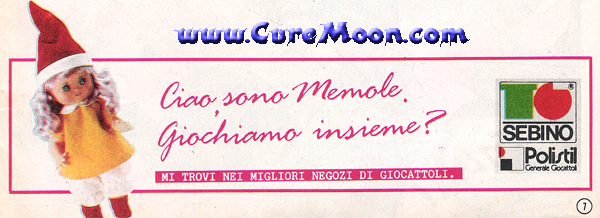 www.CureMoon.com
Ciao, sono Memole.
Giochiamo insieme?
MI TROVI NEI MIGLIORI NEGOZI DI GIOCATTOLI.
TG ®
SEBINO
Polistil
Generale Giocattoli
7